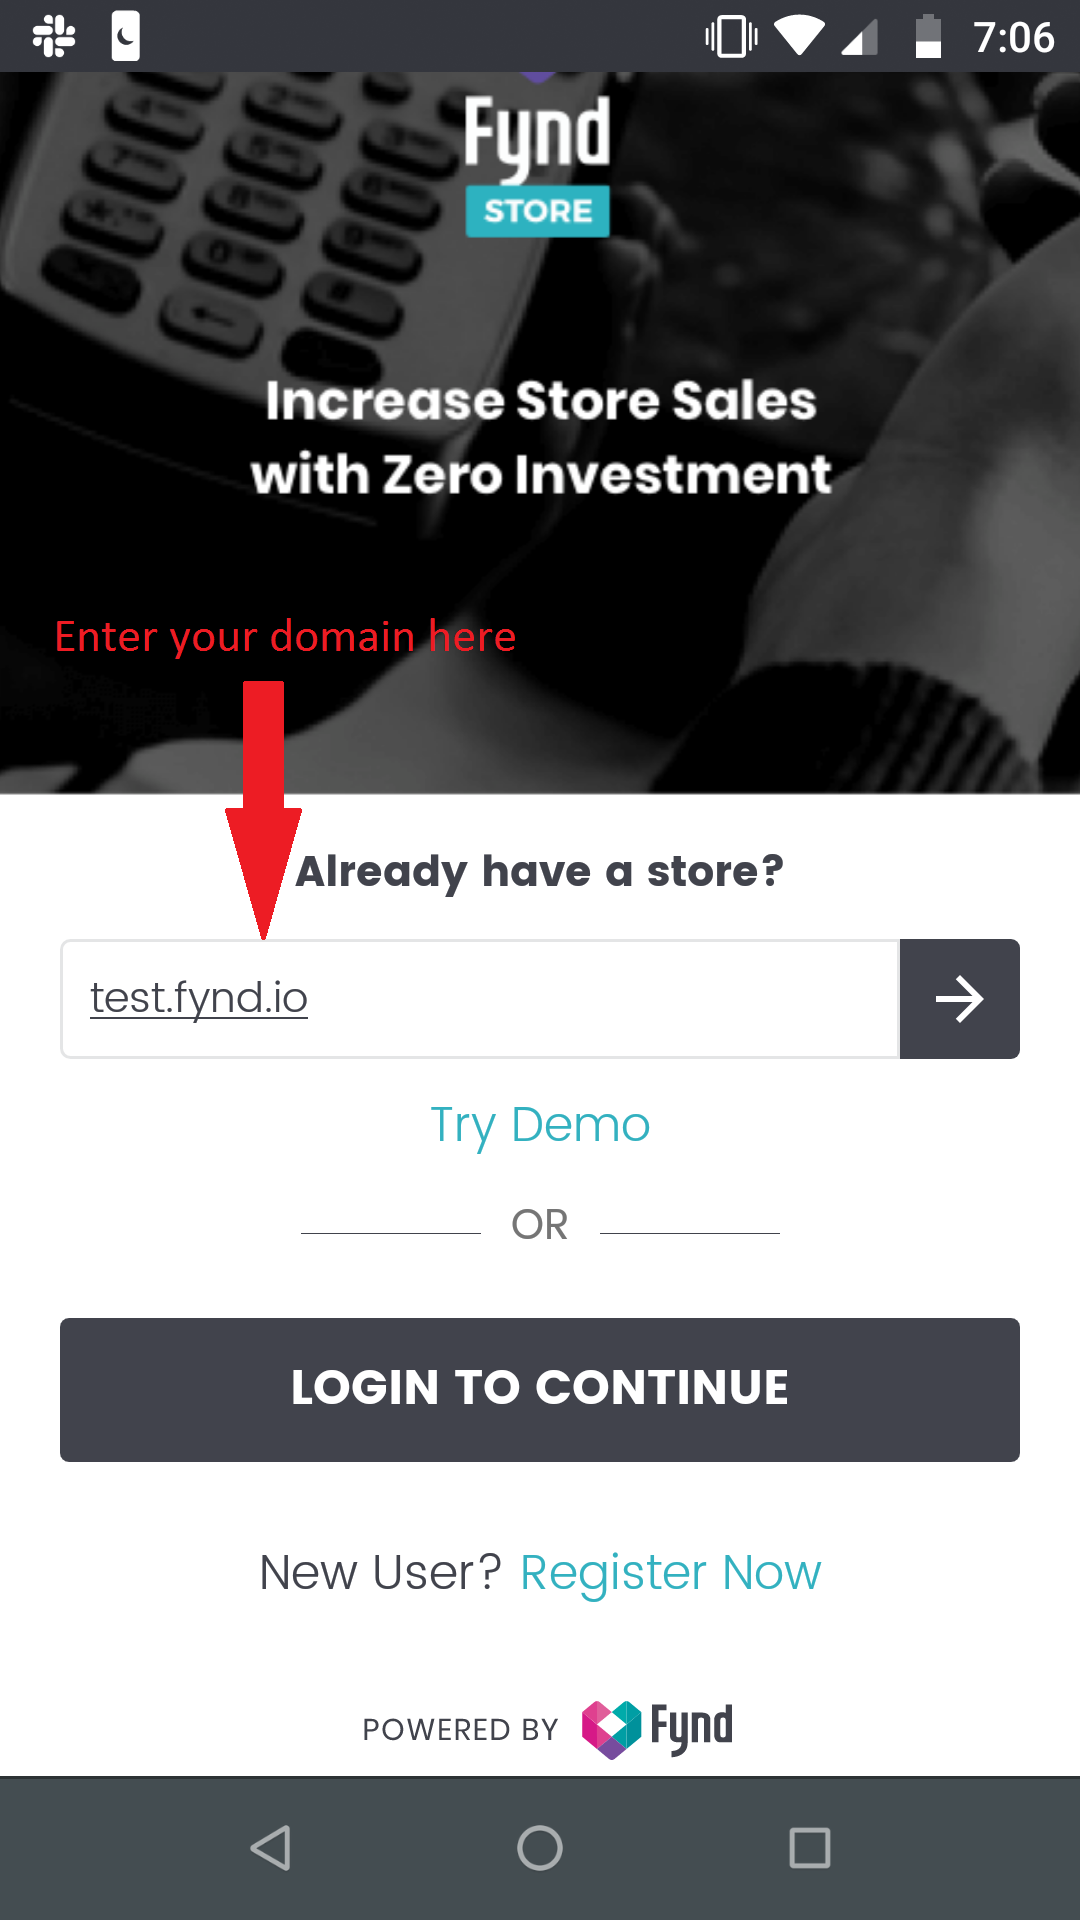 7:06
Fynd
STORE
Increase Store Sales
with Zero Investment
Enter your domain here
Already have a store?
test.fynd.io
Try Demo
OR
LOGIN TO CONTINUE
New User? Register Now
POWERED BY Fynd